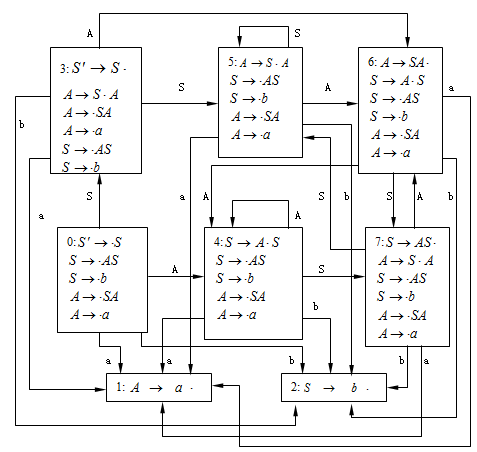 A
S
3: S′ → S ·
A → S · A
A → · SA
A → · a
S → · AS
S → · b
5: A → S · A
S → · AS
S → · b
A → · SA
A → · a
6: A → SA ·
S → A · S
S → · AS
S → · b
A → · SA
A → · a
a
S
A
b
a
a
A
b
S
A
b
S
S
0: S′ → · S
S → · AS
S → · b
A → · SA
A → · a
A
4: S → A · S
S → · AS
S → · b
A → · SA
A → · a
A
S
b
7: S → AS ·
A → S · A
S → · AS
S → · b
A → · SA
A → · a
a
a
b
b
a
1: A → a ·
2: S → b ·